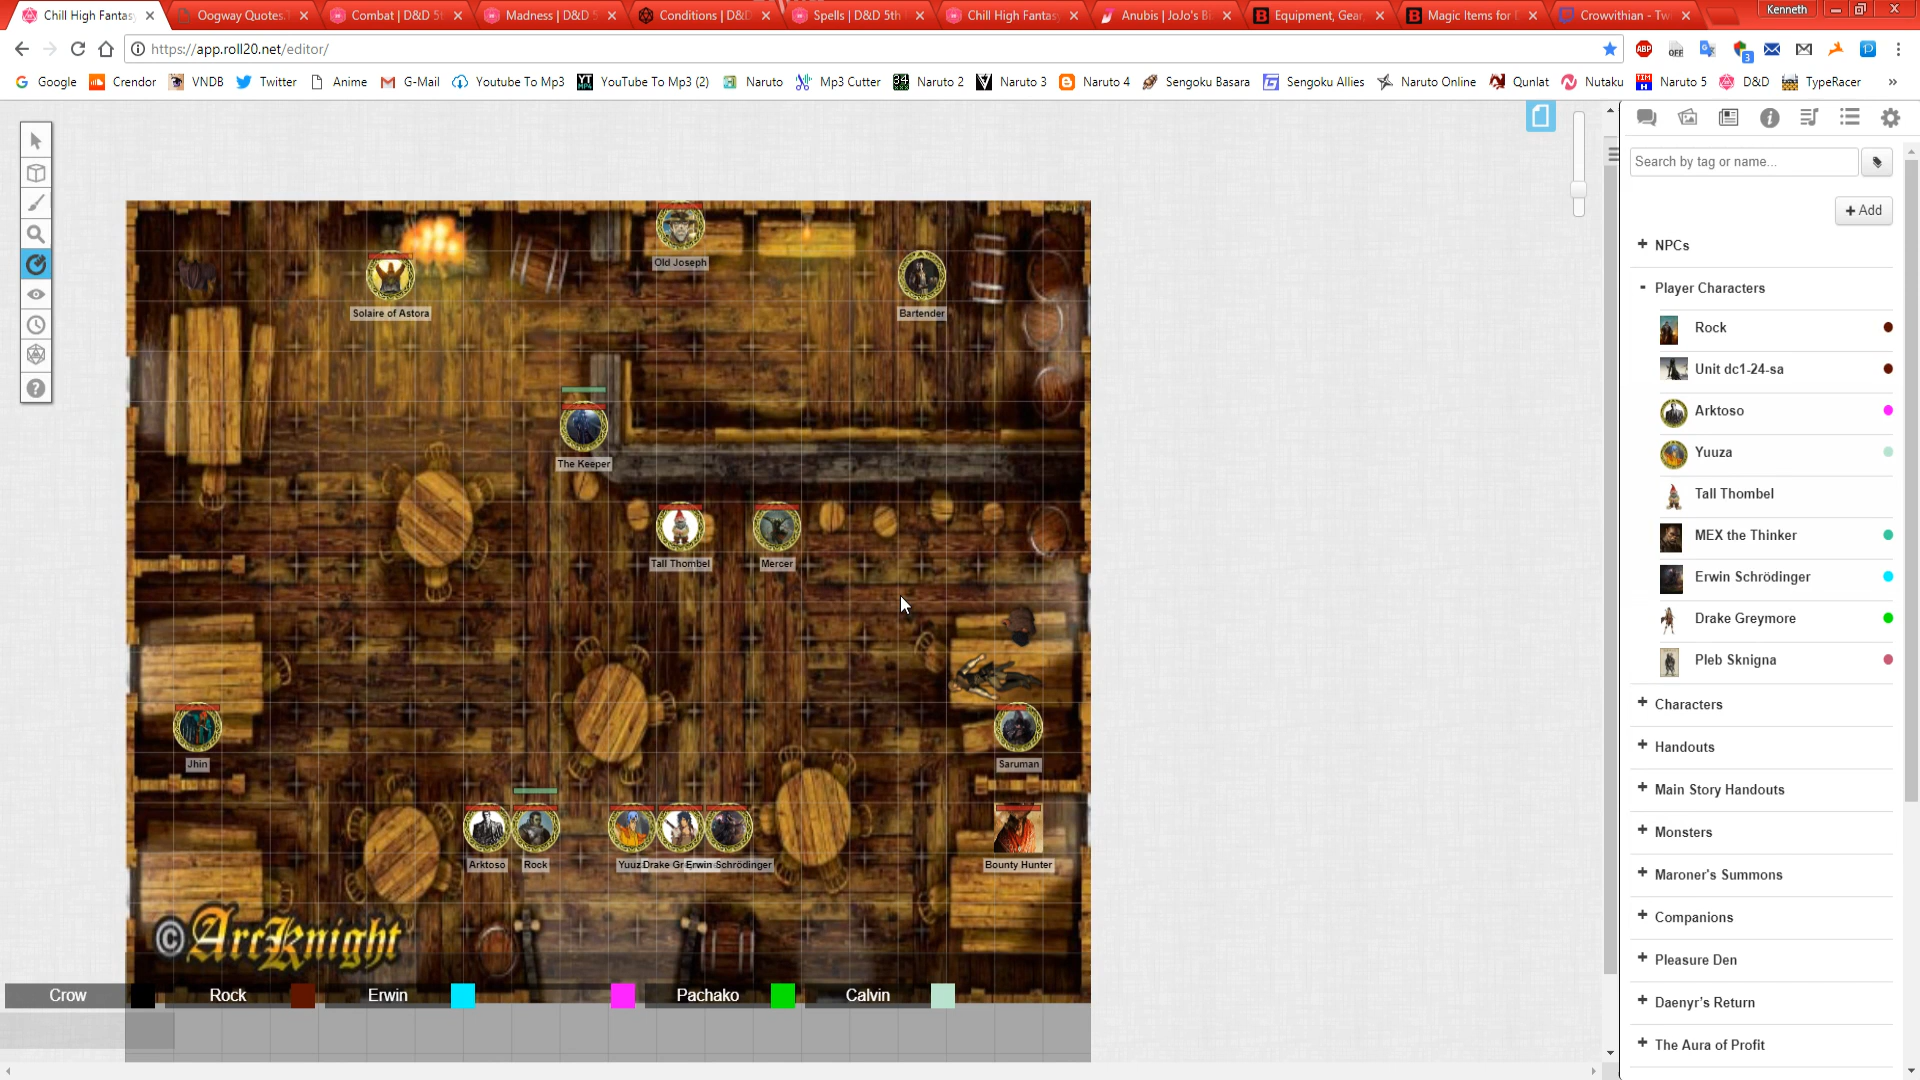 Chill High Fantasy
Oogway Quotes.T
Combat | D&D 5t
Madness | D&D 5
Conditions | D&D
Spells | D&D 5th
Chill High Fantas
Anubis | JoJo's Bi
Equipment, Gear,
Magic Items for D
Crowvithian - Tw
Kenneth
https://app.roll20.net/editor/
ABP
OFF
3
Google
Crendor
VNDB
Twitter
Anime
G-Mail
Youtube To Mp3
YouTube To Mp3 (2)
Naruto
Mp3 Cutter
Naruto 2
Naruto 3
Naruto 4
Sengoku Basara
Sengoku Allies
Naruto Online
Qunlat
Nutaku
Naruto 5
D&D
TypeRacer
»
Search by tag or name...
+ Add
NPCs
Player Characters
Rock
Unit dc1-24-sa
Arktoso
Yuuza
Tall Thombel
MEX the Thinker
Erwin Schrödinger
Drake Greymore
Pleb Sknigna
Characters
Handouts
Main Story Handouts
Monsters
Maroner's Summons
Companions
Pleasure Den
Daenyr's Return
The Aura of Profit
Old Joseph
Solaire of Astora
Bartender
The Keeper
Tall Thombel
Mercer
Jhin
Saruman
Arktoso
Rock
Yuuz
Drake Gr
Erwin Schrödinger
Bounty Hunter
©ArcKnight
Crow
Rock
Erwin
Pachako
Calvin